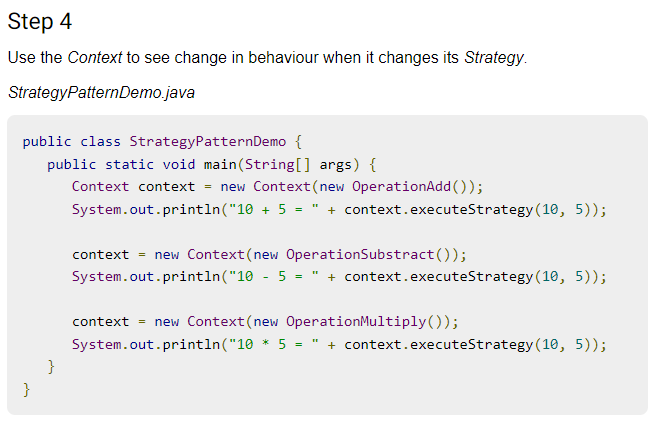 Step 4
Use the Context to see change in behaviour when it changes its Strategy.
StrategyPatternDemo.java
public class StrategyPatternDemo {
   public static void main(String[] args) {
      Context context = new Context(new OperationAdd());
      System.out.println("10 + 5 = " + context.executeStrategy(10, 5));

      context = new Context(new OperationSubstract());
      System.out.println("10 - 5 = " + context.executeStrategy(10, 5));

      context = new Context(new OperationMultiply());
      System.out.println("10 * 5 = " + context.executeStrategy(10, 5));
   }
}